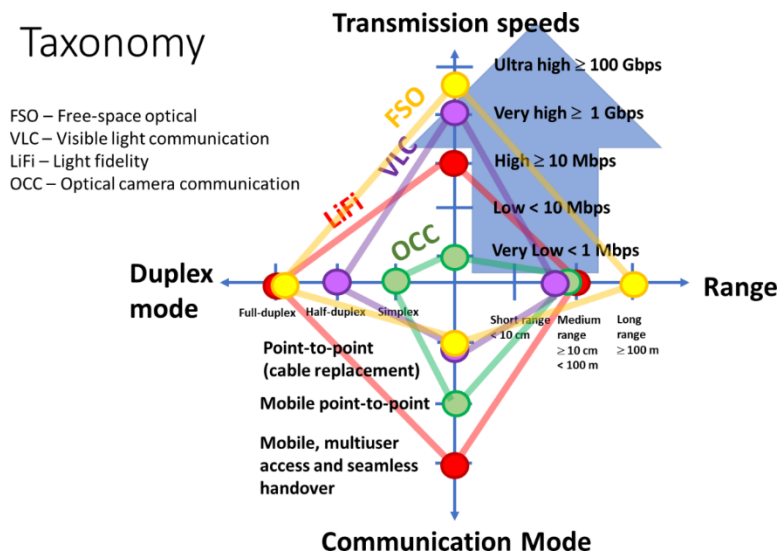 Taxonomy
FSO – Free-space optical
VLC – Visible light communication
LiFi – Light fidelity
OCC – Optical camera communication
Transmission speeds
Ultra high ≥ 100 Gbps
Very high ≥ 1 Gbps
High ≥ 10 Mbps
Low < 10 Mbps
Very Low < 1 Mbps
FSO
VLC
LiFi
OCC
Duplex
mode
Full-duplex
Half-duplex
Simplex
Range
Short range
< 10 cm
Medium
range
≥ 10 cm
< 100 m
Long
range
≥ 100 m
Point-to-point
(cable replacement)
Mobile point-to-point
Mobile, multiuser
access and seamless
handover
Communication Mode